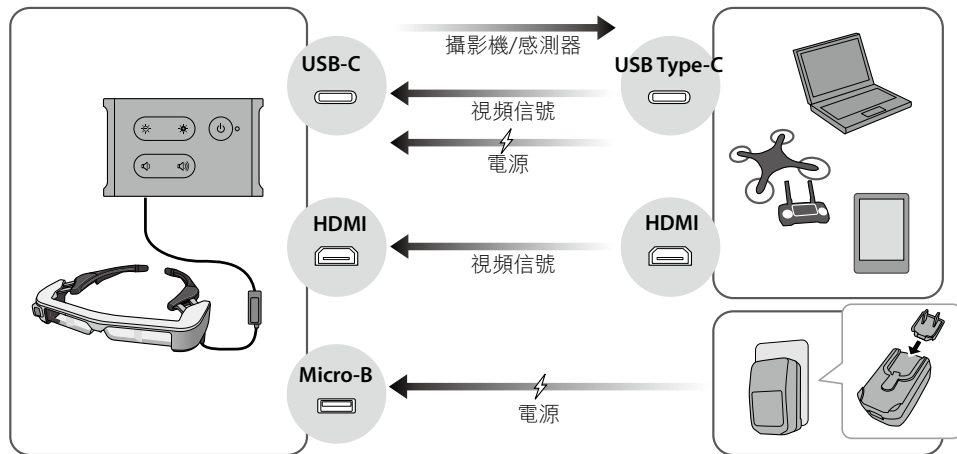 攝影機/感測器
USB-C
USB Type-C
視頻信號
電源
HDMI
HDMI
視頻信號
Micro-B
電源